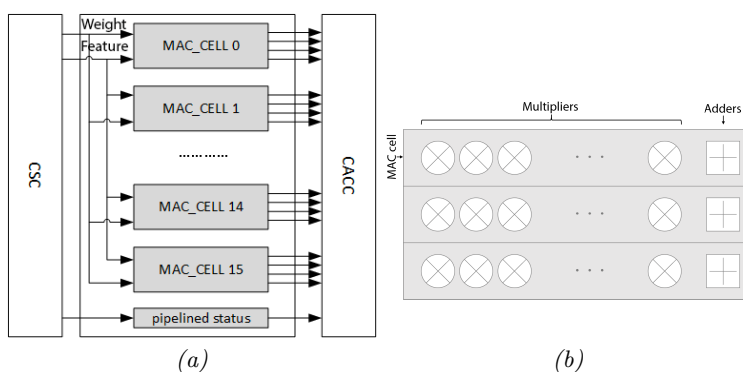 Weight
Feature
MAC_CELL 0
MAC_CELL 1
…………
MAC_CELL 14
MAC_CELL 15
pipelined status
CSC
CACC
(a)
Multipliers
Adders
MAC cell
. . .
. . .
. . .
(b)